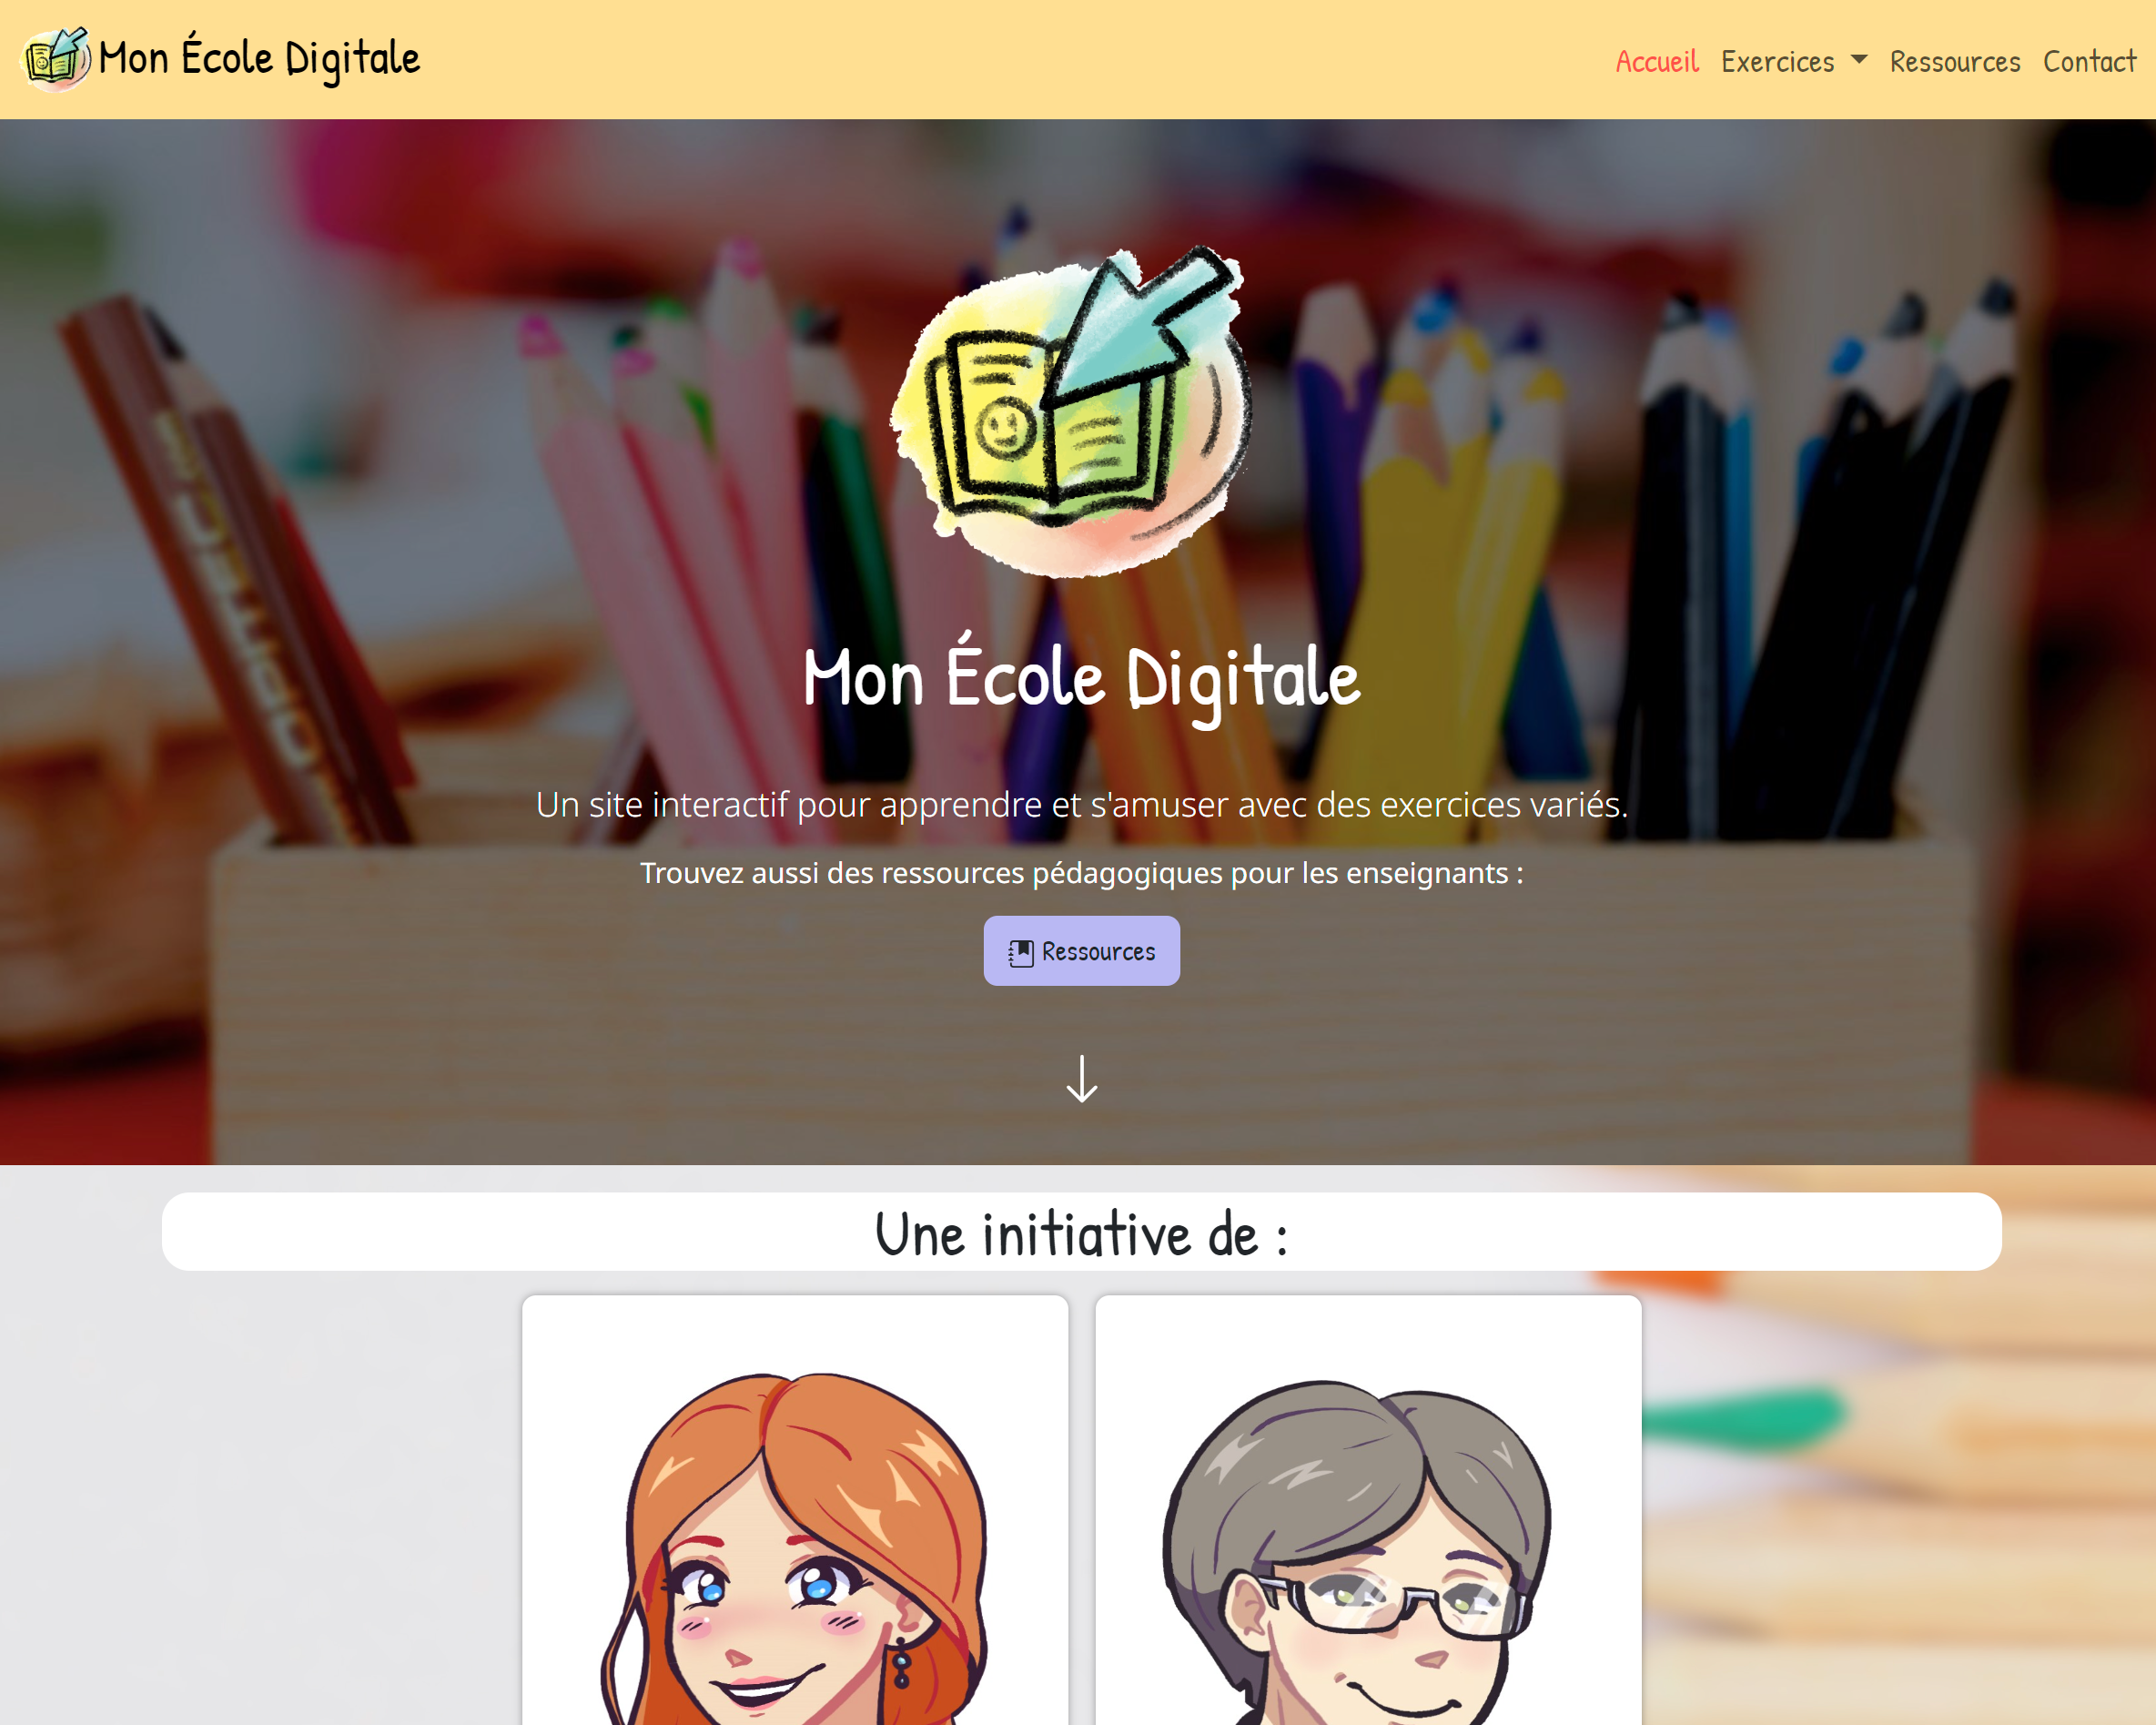 Mon École Digitale
Accueil Exercices Ressources Contact
Mon École Digitale
Un site interactif pour apprendre et s'amuser avec des exercices variés.
Trouvez aussi des ressources pédagogiques pour les enseignants :
Ressources
Une initiative de :